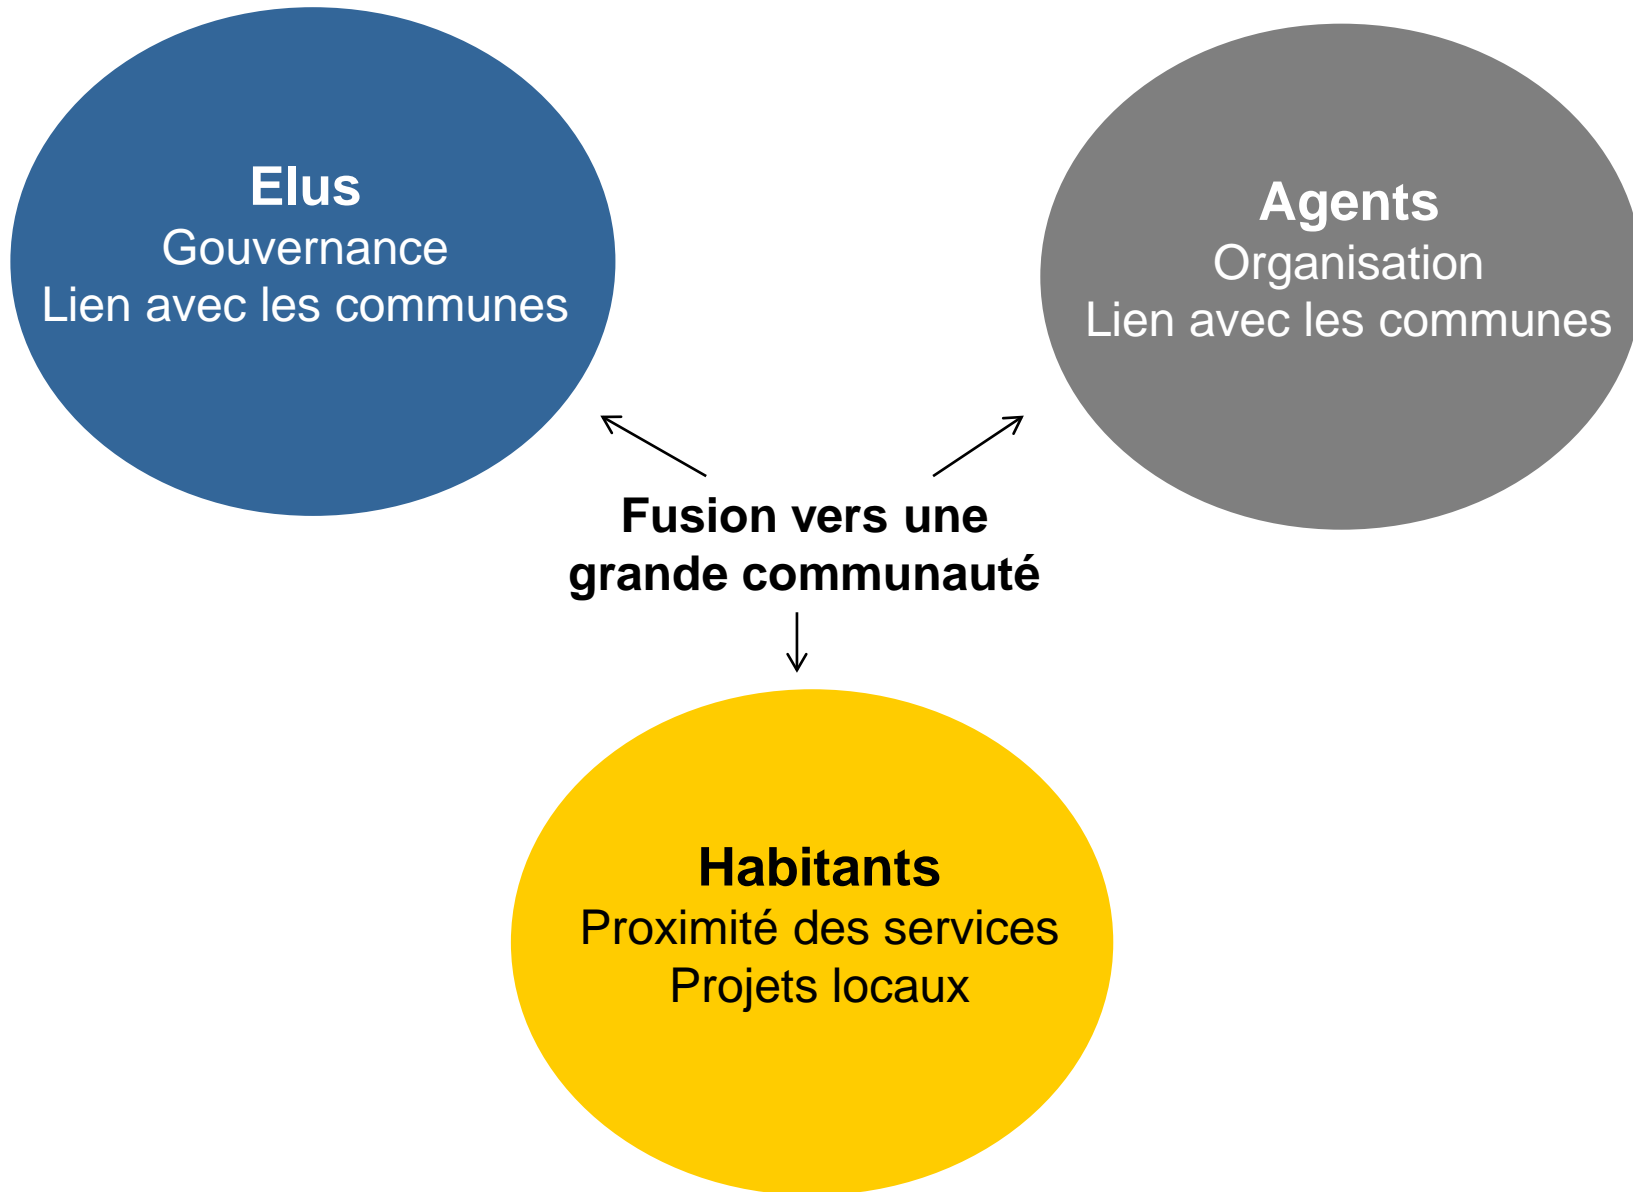 Elus
Gouvernance
Lien avec les communes
Agents
Organisation
Lien avec les communes
Fusion vers une
grande communauté
Habitants
Proximité des services
Projets locaux